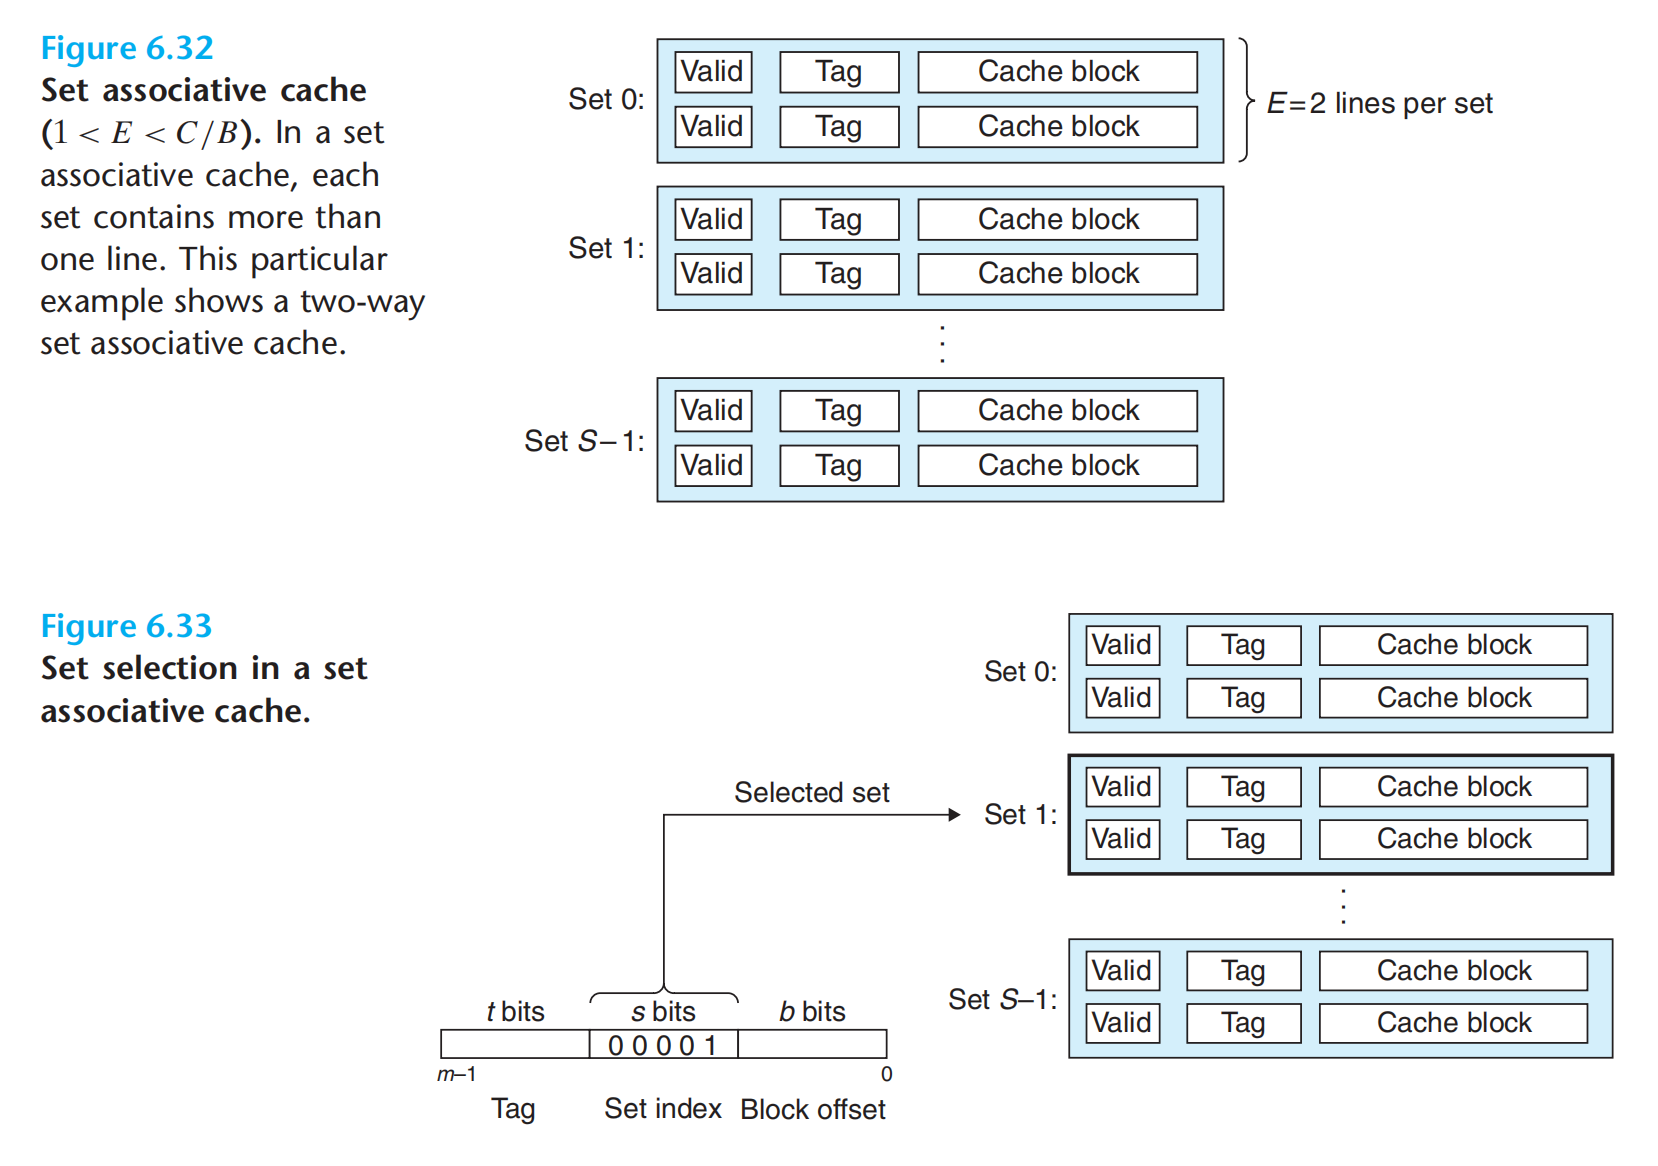 Figure 6.32
Set associative cache
(1 < E < C/B). In a set
associative cache, each
set contains more than
one line. This particular
example shows a two-way
set associative cache.
Set 0:
Valid Tag Cache block
Valid Tag Cache block
E=2 lines per set
Set 1:
Valid Tag Cache block
Valid Tag Cache block
⋮
Set S−1:
Valid Tag Cache block
Valid Tag Cache block
Figure 6.33
Set selection in a set
associative cache.
Set 0:
Valid Tag Cache block
Valid Tag Cache block
Selected set
Set 1:
Valid Tag Cache block
Valid Tag Cache block
⋮
Set S–1:
Valid Tag Cache block
Valid Tag Cache block
t bits s bits b bits
0 0 0 0 1
m–1 0
Tag Set index Block offset